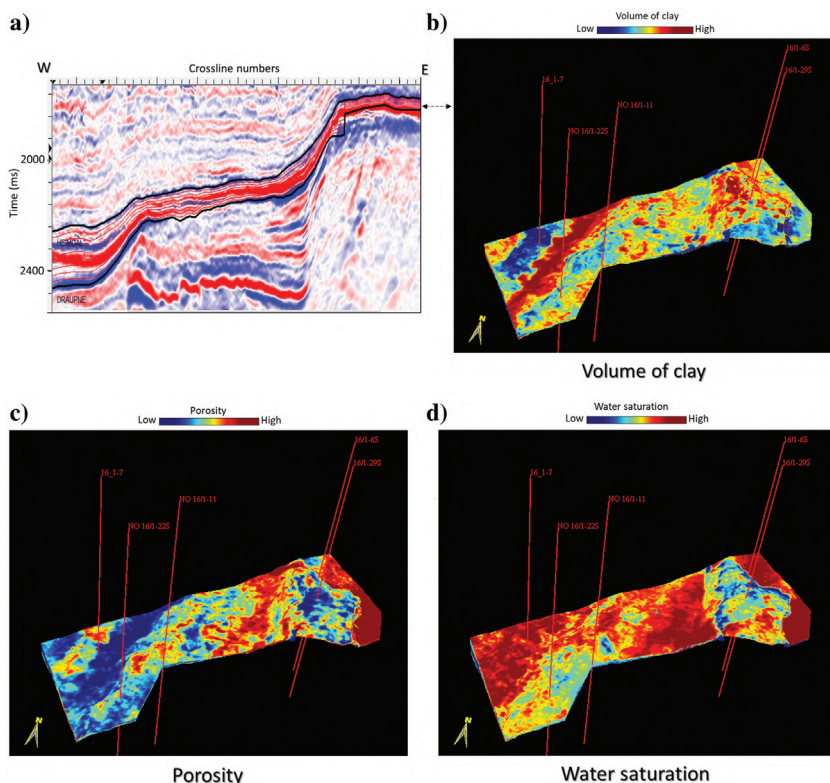 a)
W
Crossline numbers
E
Time (ms)
2000
2400
DRAUPNE
b)
Volume of clay
Low
High
16/1-6S
16/1-29S
16_1-7
NO 16/1-11
NO 16/1-22S
N
Volume of clay
c)
Porosity
Low
High
16/1-6S
16/1-29S
16_1-7
NO 16/1-11
NO 16/1-22S
N
Porosity
d)
Water saturation
Low
High
16/1-6S
16/1-29S
16_1-7
NO 16/1-11
NO 16/1-22S
N
Water saturation